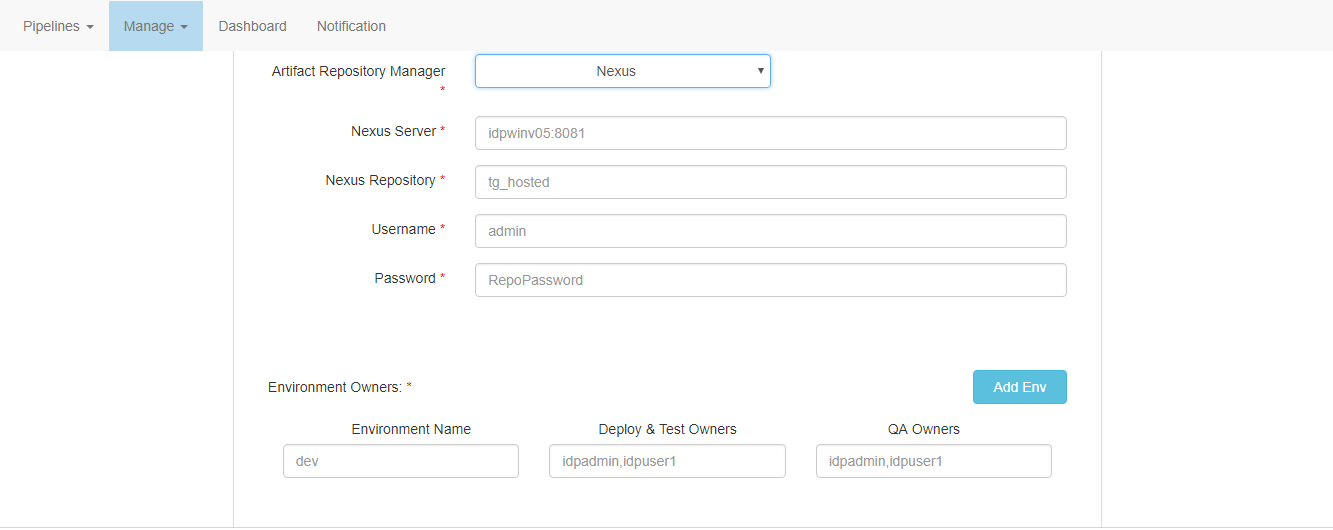 Pipelines Manage Dashboard Notification
Artifact Repository Manager Nexus
*
Nexus Server * idpwinv05:8081
Nexus Repository * tg_hosted
Username * admin
Password * RepoPassword
Environment Owners: * Add Env
Environment Name Deploy & Test Owners QA Owners
dev idpadmin,idpuser1 idpadmin,idpuser1